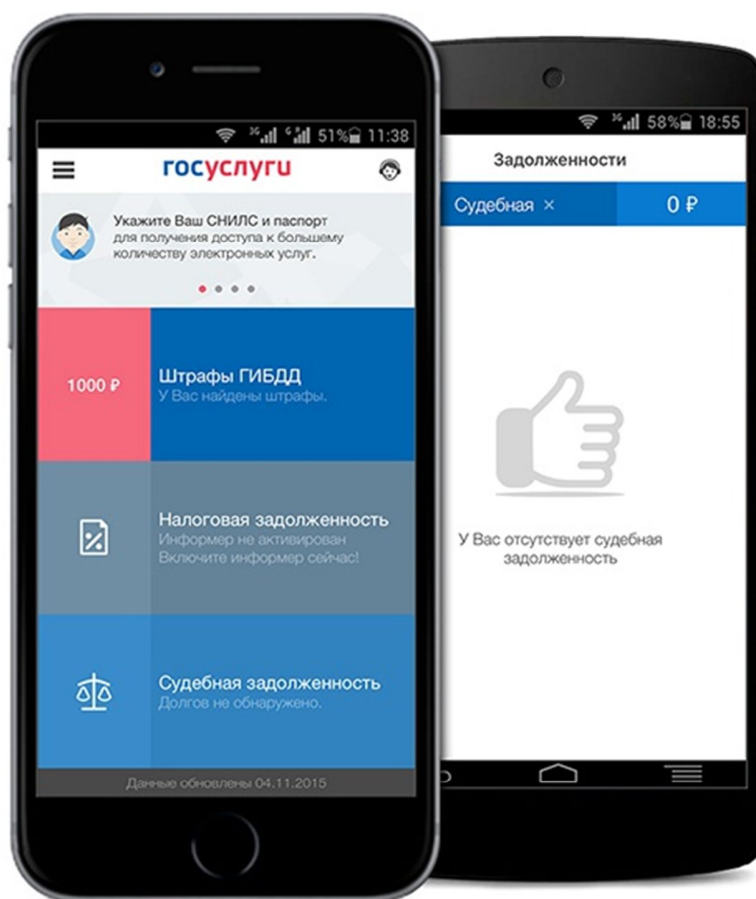 3G 51% 11:38
госуслуги
Укажите Ваш СНИЛС и паспорт
для получения доступа к большему
количеству электронных услуг.
1000 ₽
Штрафы ГИБДД
У Вас найдены штрафы.
Налоговая задолженность
Информер не активирован
Включите информер сейчас!
Судебная задолженность
Долгов не обнаружено.
Данные обновлены 04.11.2015
3G 58% 18:55
Задолженности
Судебная × 0 ₽
У Вас отсутствует судебная
задолженность